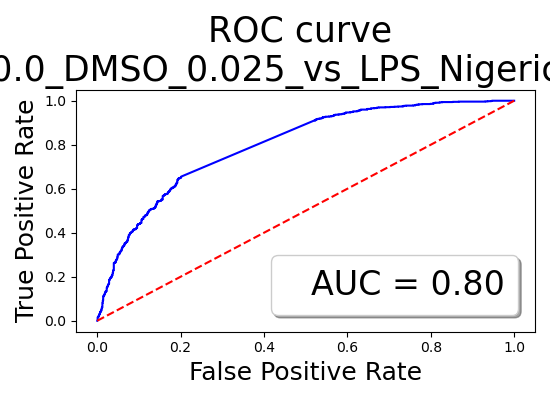 ROC curve
0.0_DMSO_0.025_vs_LPS_Nigeric
True Positive Rate
1.0
0.8
0.6
0.4
0.2
0.0
AUC = 0.80
0.0 0.2 0.4 0.6 0.8 1.0
False Positive Rate